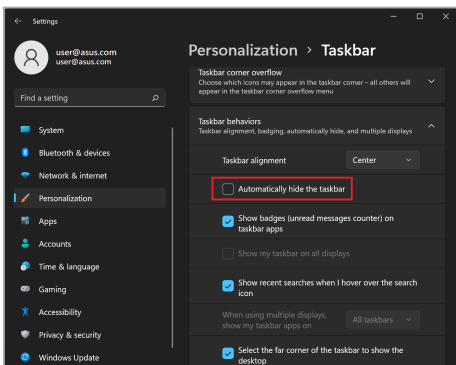 Settings
user@asus.com
user@asus.com
Find a setting
System
Bluetooth & devices
Network & internet
Personalization
Apps
Accounts
Time & language
Gaming
Accessibility
Privacy & security
Windows Update
Personalization > Taskbar
Taskbar corner overflow
Choose which icons may appear in the taskbar corner – all others will
appear in the taskbar corner overflow menu
Taskbar behaviors
Taskbar alignment, badging, automatically hide, and multiple displays
Taskbar alignment
Center
Automatically hide the taskbar
Show badges (unread messages counter) on
taskbar apps
Show my taskbar on all displays
Show recent searches when I hover over the search
icon
When using multiple displays,
show my taskbar apps on
All taskbars
Select the far corner of the taskbar to show the
desktop